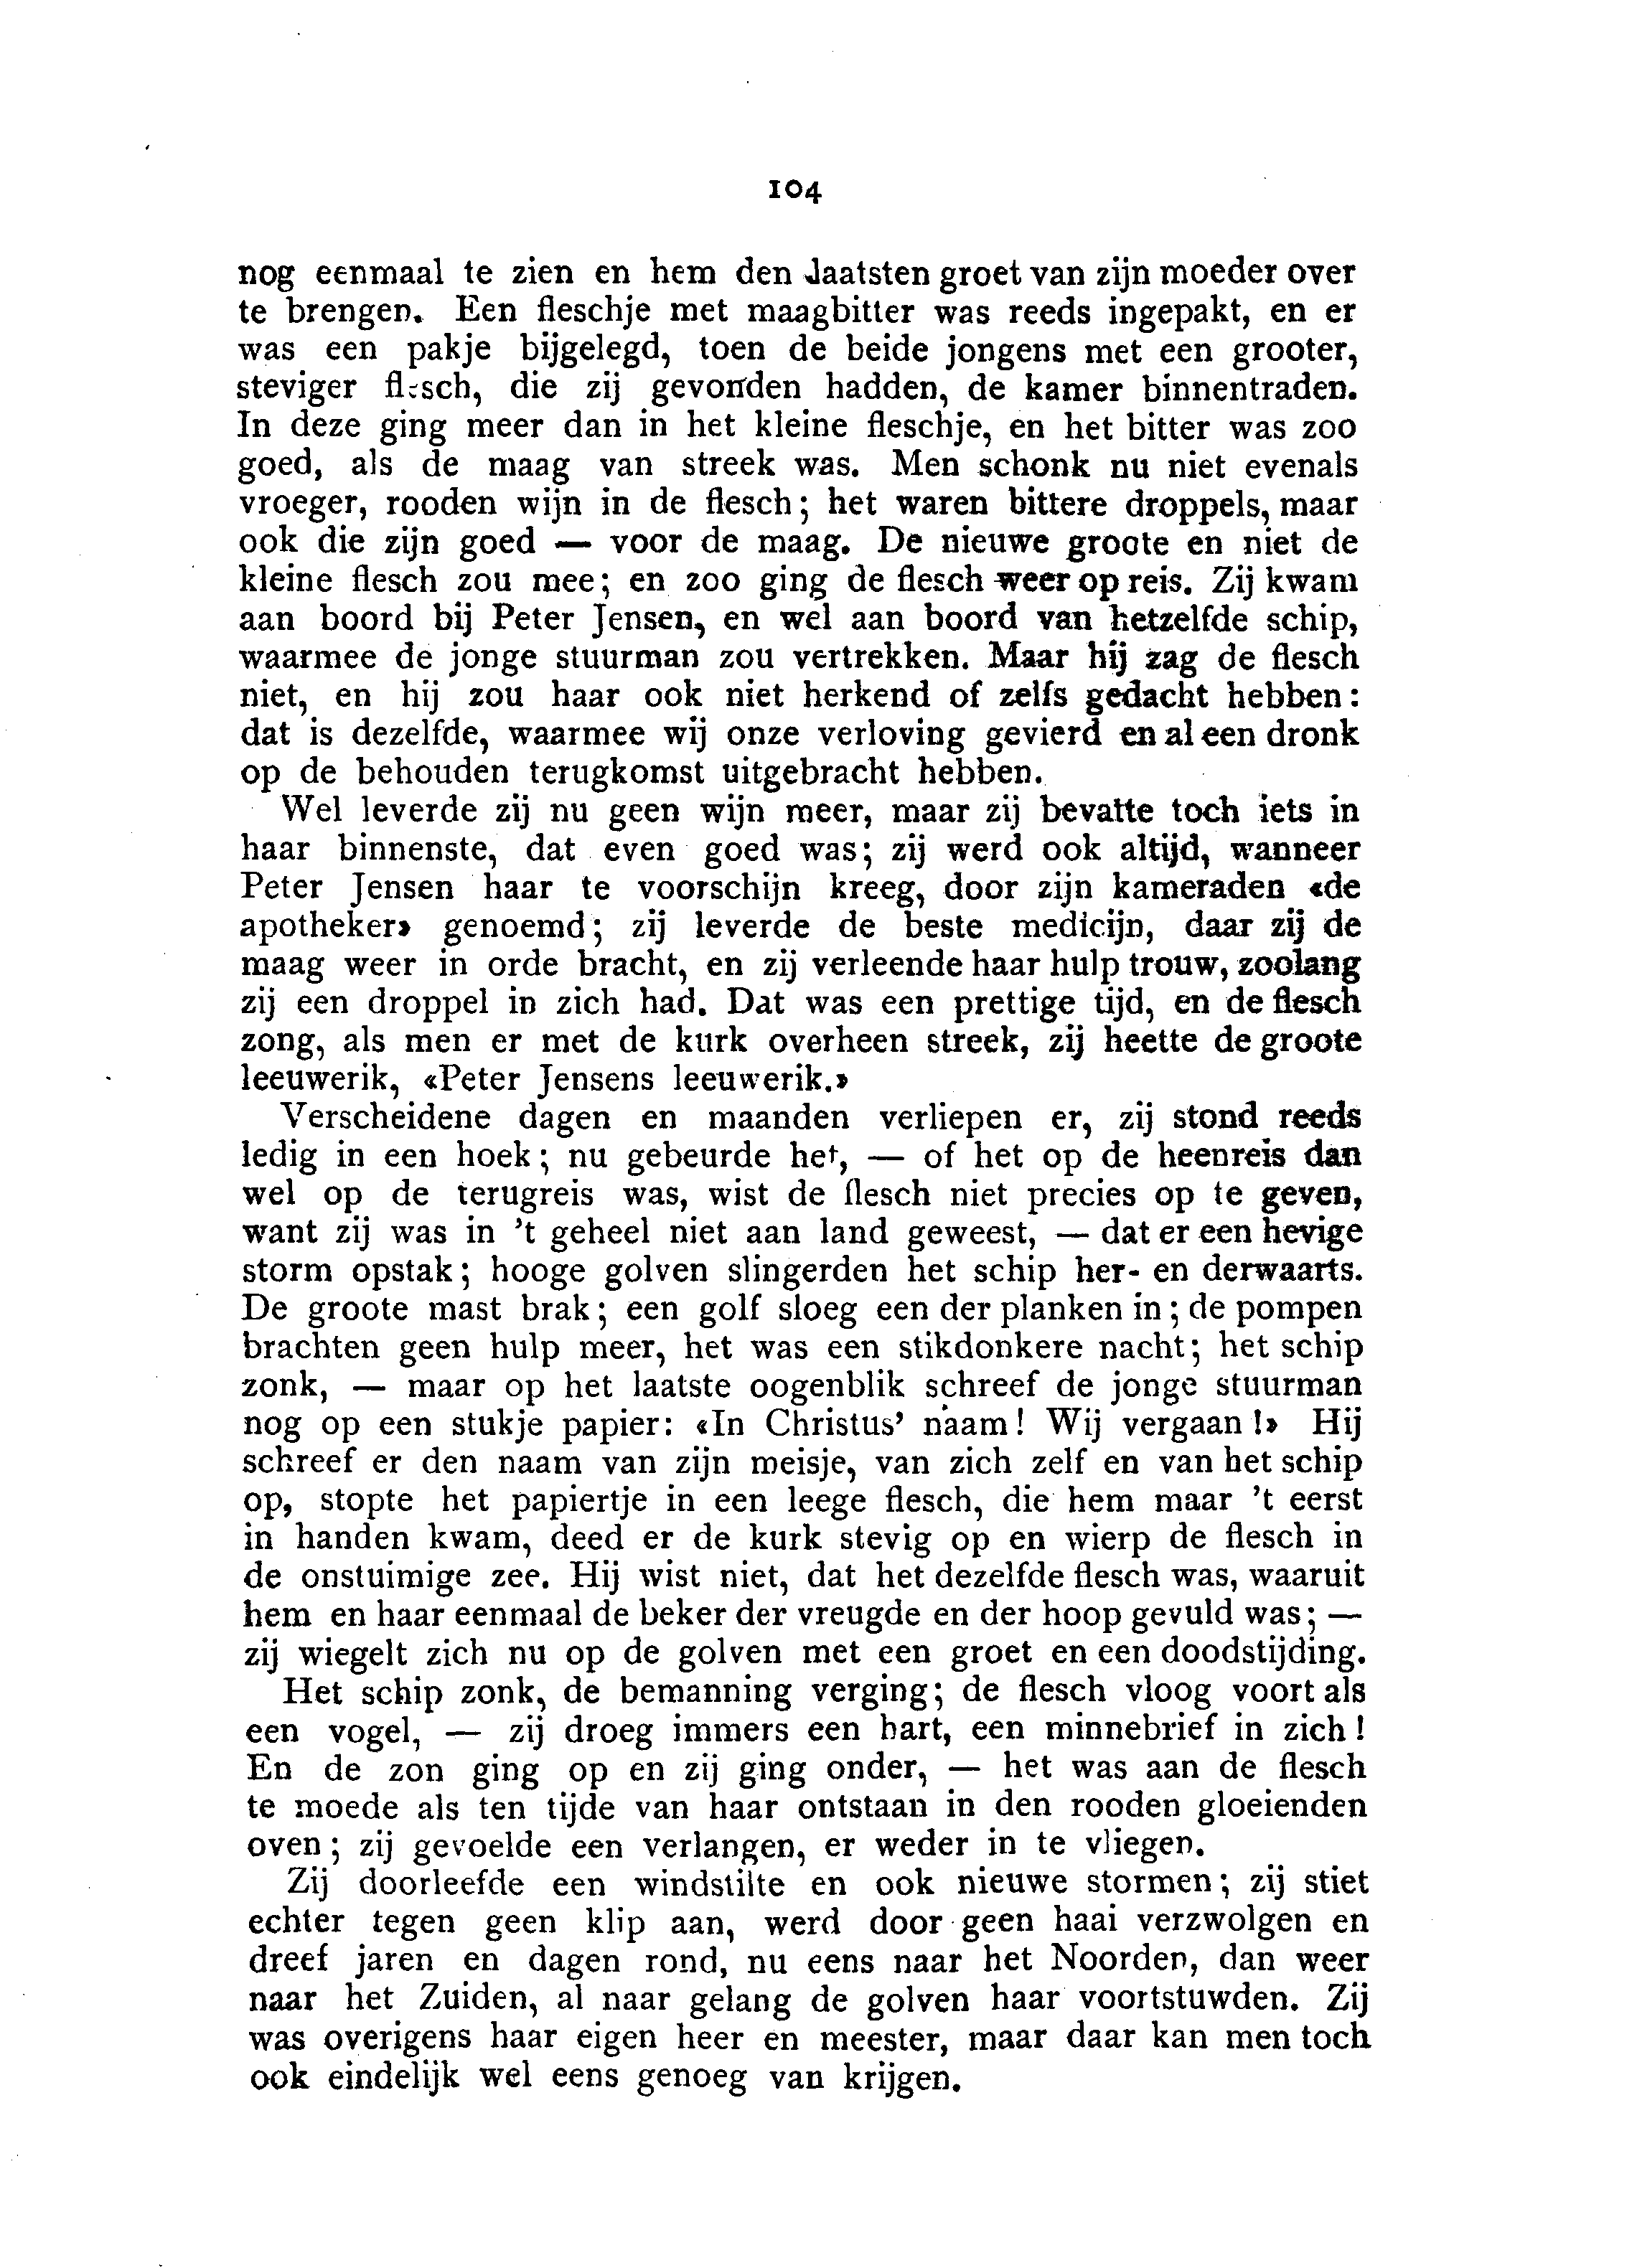 104
nog eenmaal te zien en hem den laatsten groet van zijn moeder over
te brengen. Een fleschje met maagbitter was reeds ingepakt, en er
was een pakje bijgelegd, toen de beide jongens met een grooter,
steviger flesch, die zij gevonden hadden, de kamer binnentraden.
In deze ging meer dan in het kleine fleschje, en het bitter was zoo
goed, als de maag van streek was. Men schonk nu niet evenals
vroeger, rooden wijn in de flesch; het waren bittere droppels, maar
ook die zijn goed — voor de maag. De nieuwe groote en niet de
kleine flesch zou mee; en zoo ging de flesch weer op reis. Zij kwam
aan boord bij Peter Jensen, en wel aan boord van hetzelfde schip,
waarmee de jonge stuurman zou vertrekken. Maar hij zag de flesch
niet, en hij zou haar ook niet herkend of zelfs gedacht hebben:
dat is dezelfde, waarmee wij onze verloving gevierd en al een dronk
op de behouden terugkomst uitgebracht hebben.
Wel leverde zij nu geen wijn meer, maar zij bevatte toch iets in
haar binnenste, dat even goed was; zij werd ook altijd, wanneer
Peter Jensen haar te voorschijn kreeg, door zijn kameraden «de
apotheker» genoemd; zij leverde de beste medicijn, daar zij de
maag weer in orde bracht, en zij verleende haar hulp trouw, zoolang
zij een droppel in zich had. Dat was een prettige tijd, en de flesch
zong, als men er met de kurk overheen streek, zij heette de groote
leeuwerik, «Peter Jensens leeuwerik.»
Verscheidene dagen en maanden verliepen er, zij stond reeds
ledig in een hoek; nu gebeurde het, — of het op de heenreis dan
wel op de terugreis was, wist de flesch niet precies op te geven,
want zij was in 't geheel niet aan land geweest, — dat er een hevige
storm opstak; hooge golven slingerden het schip her- en derwaarts.
De groote mast brak; een golf sloeg een der planken in; de pompen
brachten geen hulp meer, het was een stikdonkere nacht; het schip
zonk, — maar op het laatste oogenblik schreef de jonge stuurman
nog op een stukje papier: «In Christus' naam! Wij vergaan!» Hij
schreef er den naam van zijn meisje, van zich zelf en van het schip
op, stopte het papiertje in een leege flesch, die hem maar 't eerst
in handen kwam, deed er de kurk stevig op en wierp de flesch in
de onstuimige zee. Hij wist niet, dat het dezelfde flesch was, waaruit
hem en haar eenmaal de beker der vreugde en der hoop gevuld was; —
zij wiegelt zich nu op de golven met een groet en een doodstijding.
Het schip zonk, de bemanning verging; de flesch vloog voort als
een vogel, — zij droeg immers een hart, een minnebrief in zich!
En de zon ging op en zij ging onder, — het was aan de flesch
te moede als ten tijde van haar ontstaan in den rooden gloeienden
oven; zij gevoelde een verlangen, er weder in te vliegen.
Zij doorleefde een windstilte en ook nieuwe stormen; zij stiet
echter tegen geen klip aan, werd door geen haai verzwolgen en
dreef jaren en dagen rond, nu eens naar het Noorden, dan weer
naar het Zuiden, al naar gelang de golven haar voortstuwden. Zij
was overigens haar eigen heer en meester, maar daar kan men toch
ook eindelijk wel eens genoeg van krijgen.